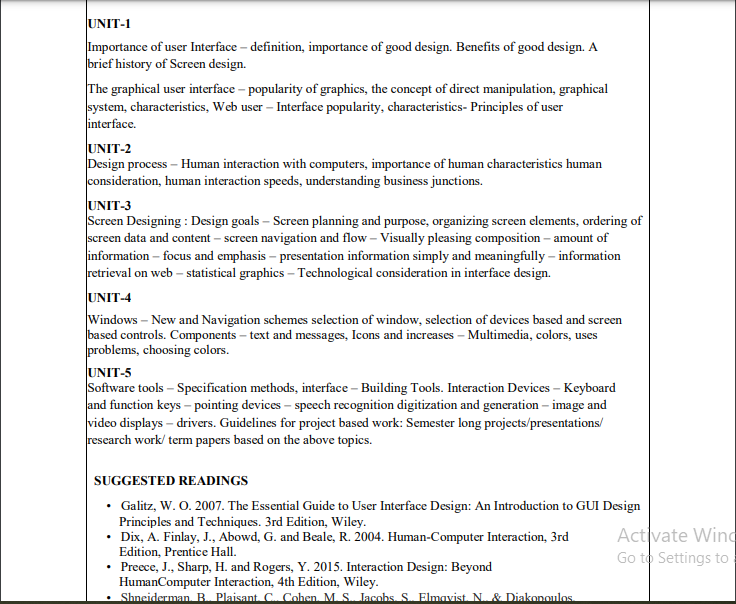 UNIT-1
Importance of user Interface – definition, importance of good design. Benefits of good design. A
brief history of Screen design.
The graphical user interface – popularity of graphics, the concept of direct manipulation, graphical
system, characteristics, Web user – Interface popularity, characteristics- Principles of user
interface.
UNIT-2
Design process – Human interaction with computers, importance of human characteristics human
consideration, human interaction speeds, understanding business junctions.
UNIT-3
Screen Designing : Design goals – Screen planning and purpose, organizing screen elements, ordering of
screen data and content – screen navigation and flow – Visually pleasing composition – amount of
information – focus and emphasis – presentation information simply and meaningfully – information
retrieval on web – statistical graphics – Technological consideration in interface design.
UNIT-4
Windows – New and Navigation schemes selection of window, selection of devices based and screen
based controls. Components – text and messages, Icons and increases – Multimedia, colors, uses
problems, choosing colors.
UNIT-5
Software tools – Specification methods, interface – Building Tools. Interaction Devices – Keyboard
and function keys – pointing devices – speech recognition digitization and generation – image and
video displays – drivers. Guidelines for project based work: Semester long projects/presentations/
research work/ term papers based on the above topics.
SUGGESTED READINGS
• Galitz, W. O. 2007. The Essential Guide to User Interface Design: An Introduction to GUI Design
Principles and Techniques. 3rd Edition, Wiley.
• Dix, A. Finlay, J., Abowd, G. and Beale, R. 2004. Human-Computer Interaction, 3rd
Edition, Prentice Hall.
• Preece, J., Sharp, H. and Rogers, Y. 2015. Interaction Design: Beyond
HumanComputer Interaction, 4th Edition, Wiley.
• Shneiderman, B., Plaisant, C., Cohen, M. S., Jacobs, S., Elmqvist, N., & Diakopoulos,
Activate Wind
Go to Settings to